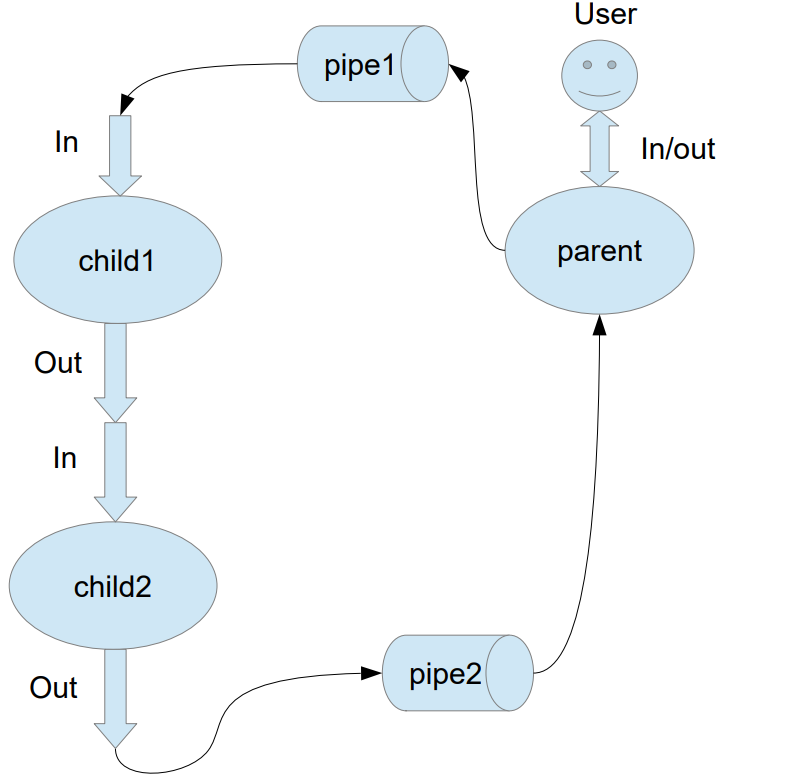 User
pipe1
In
In/out
child1
parent
Out
In
child2
pipe2
Out